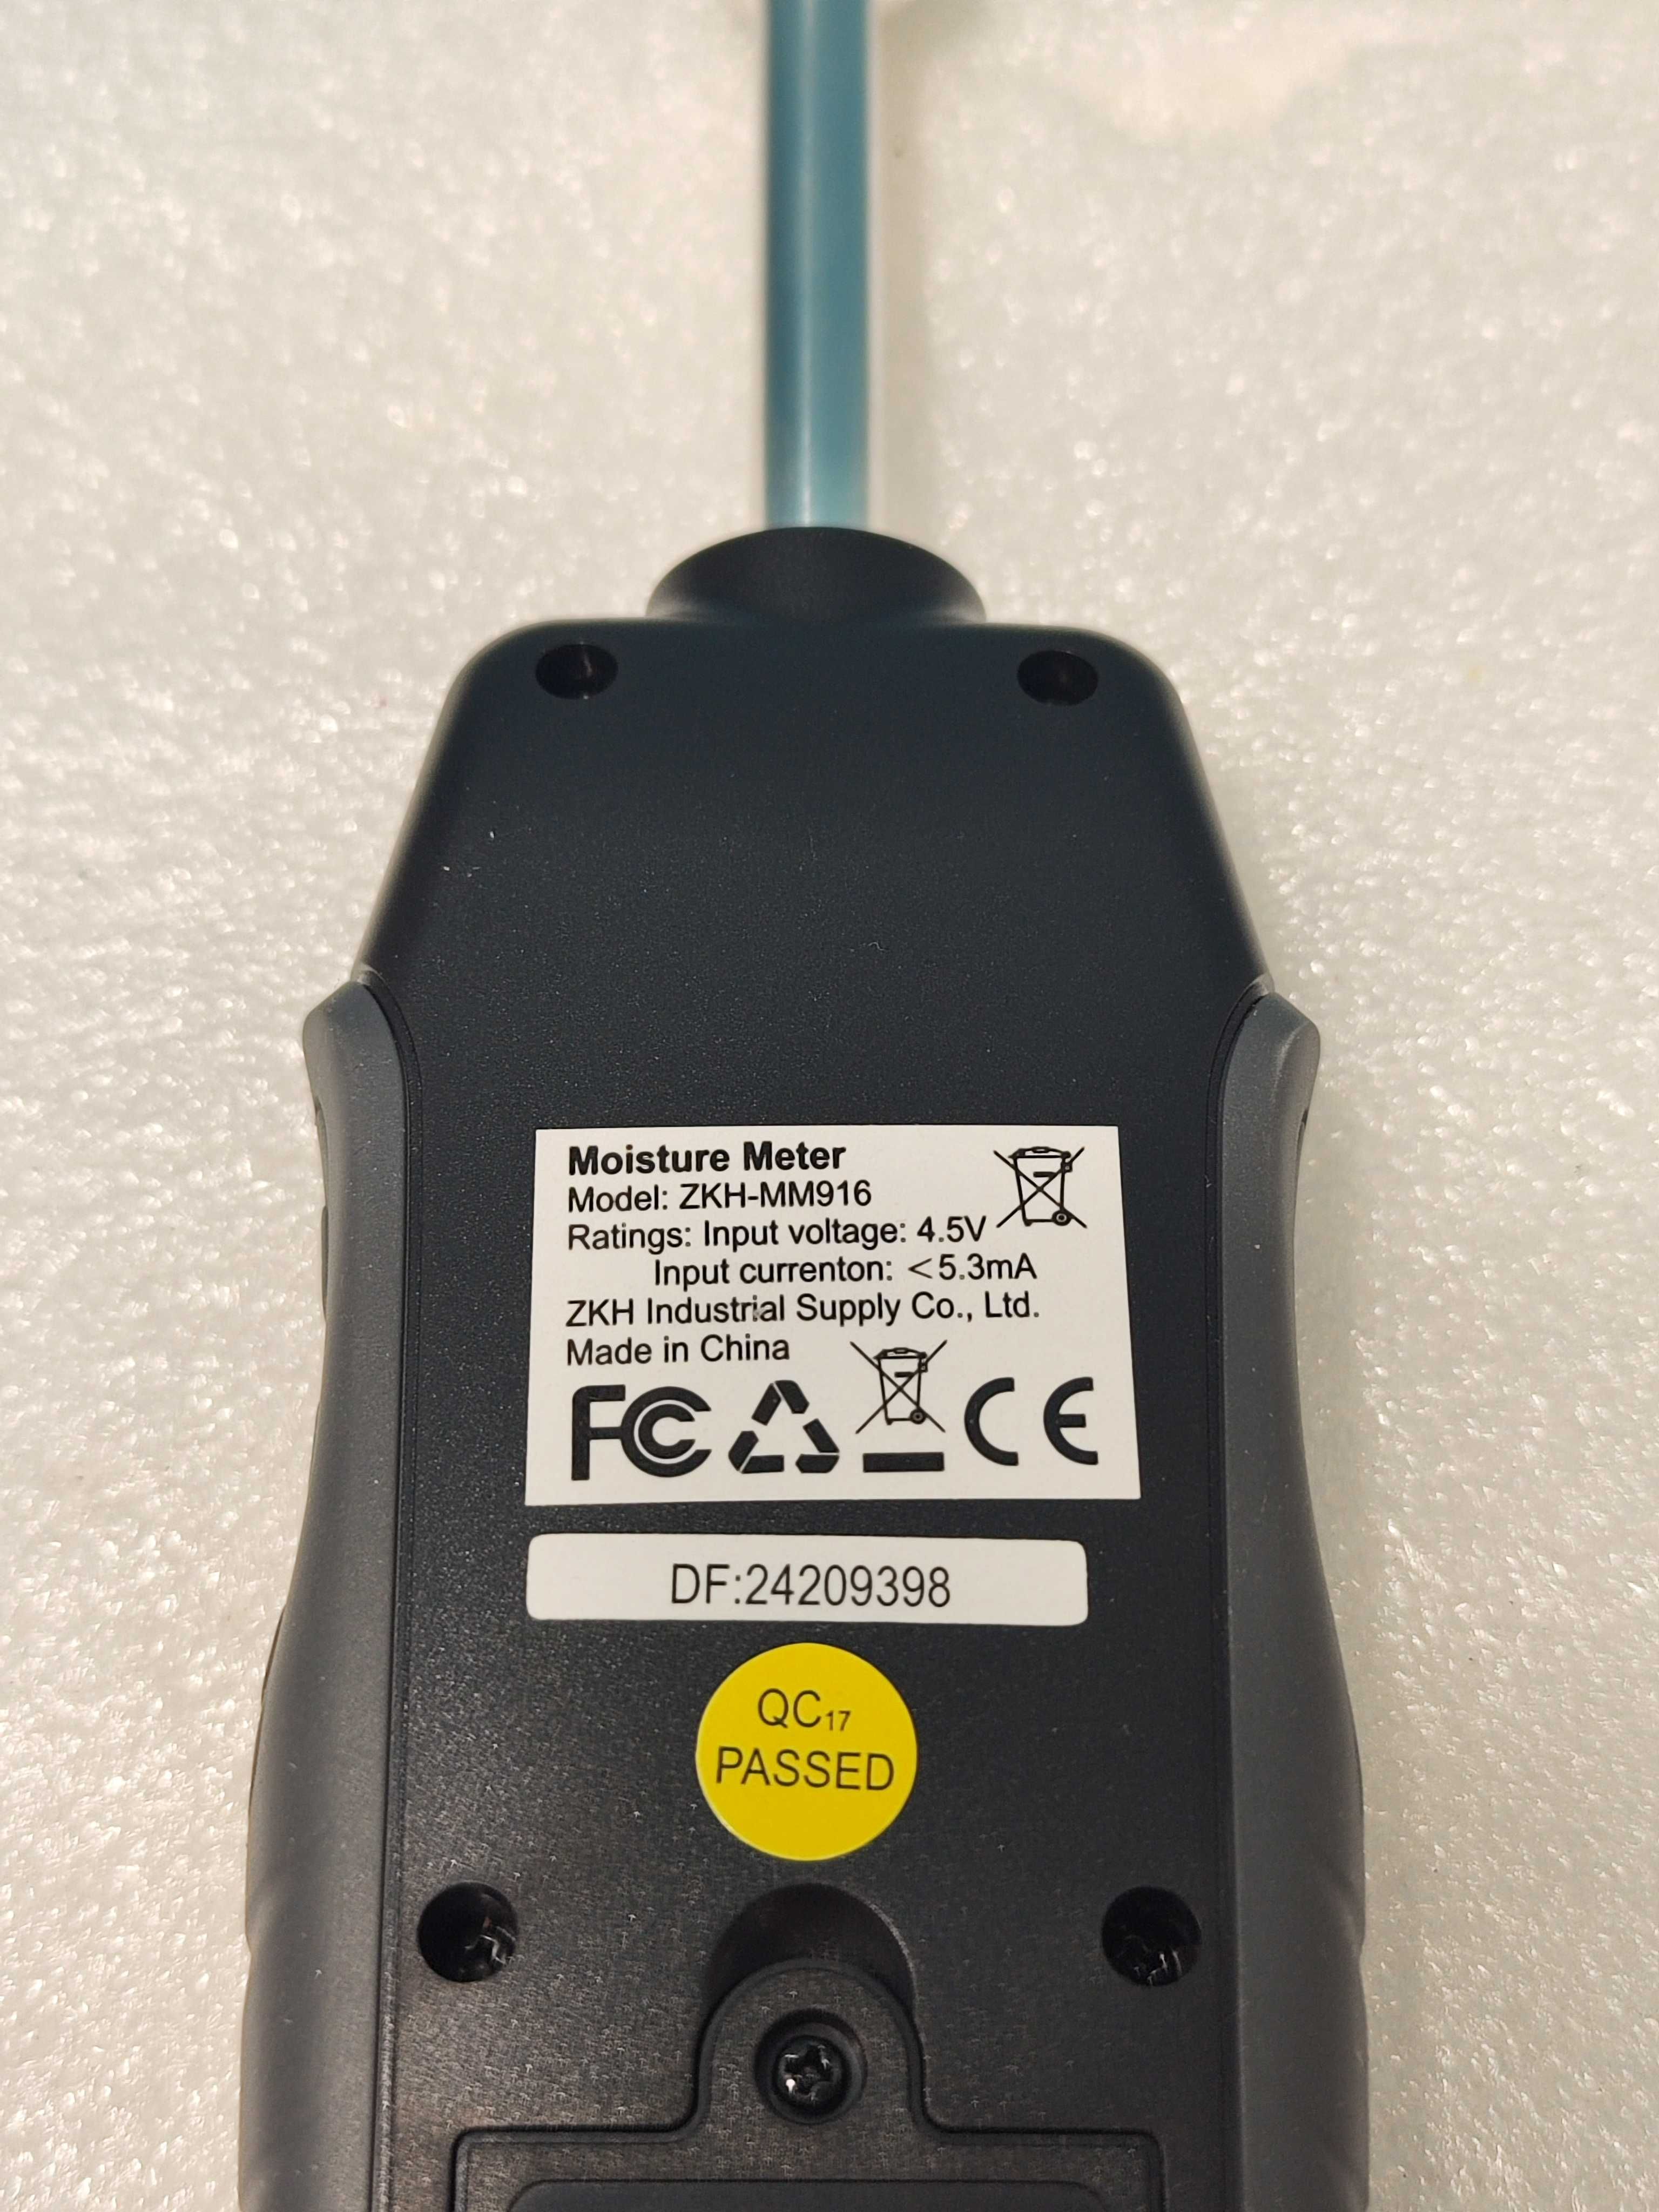 Moisture Meter
Model: ZKH-MM916
Ratings: Input voltage: 4.5V
Input currenton: <5.3mA
ZKH Industrial Supply Co., Ltd.
Made in China
FC CE
DF:24209398
QC17
PASSED